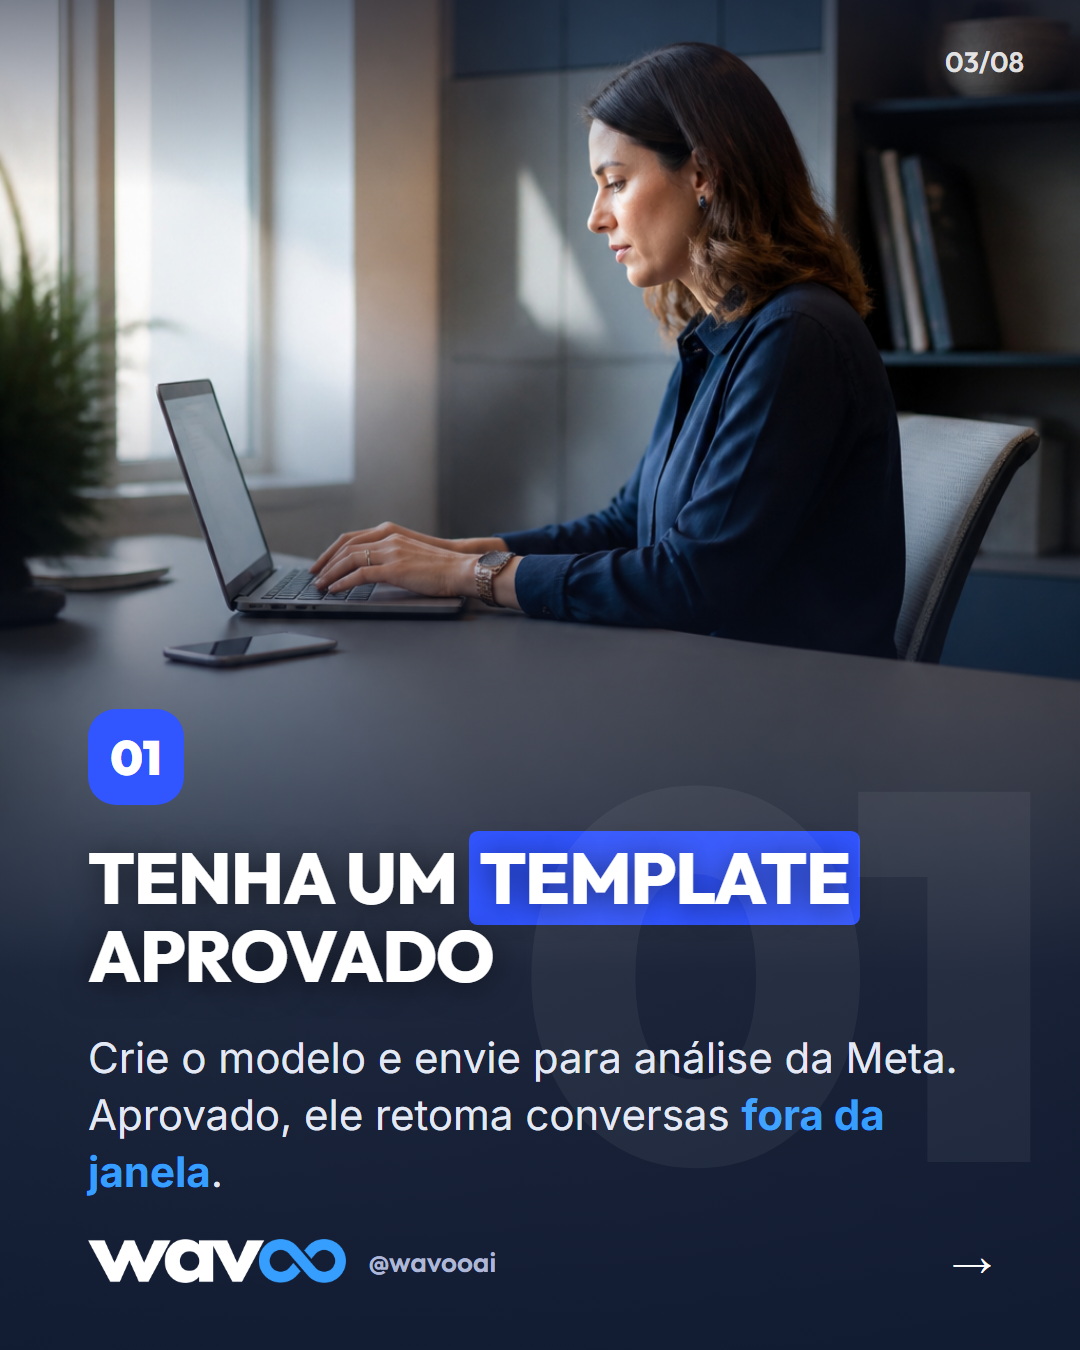 03/08
01
TENHA UM TEMPLATE
APROVADO
Crie o modelo e envie para análise da Meta.
Aprovado, ele retoma conversas fora da
janela.
wavoo @wavooai →
01